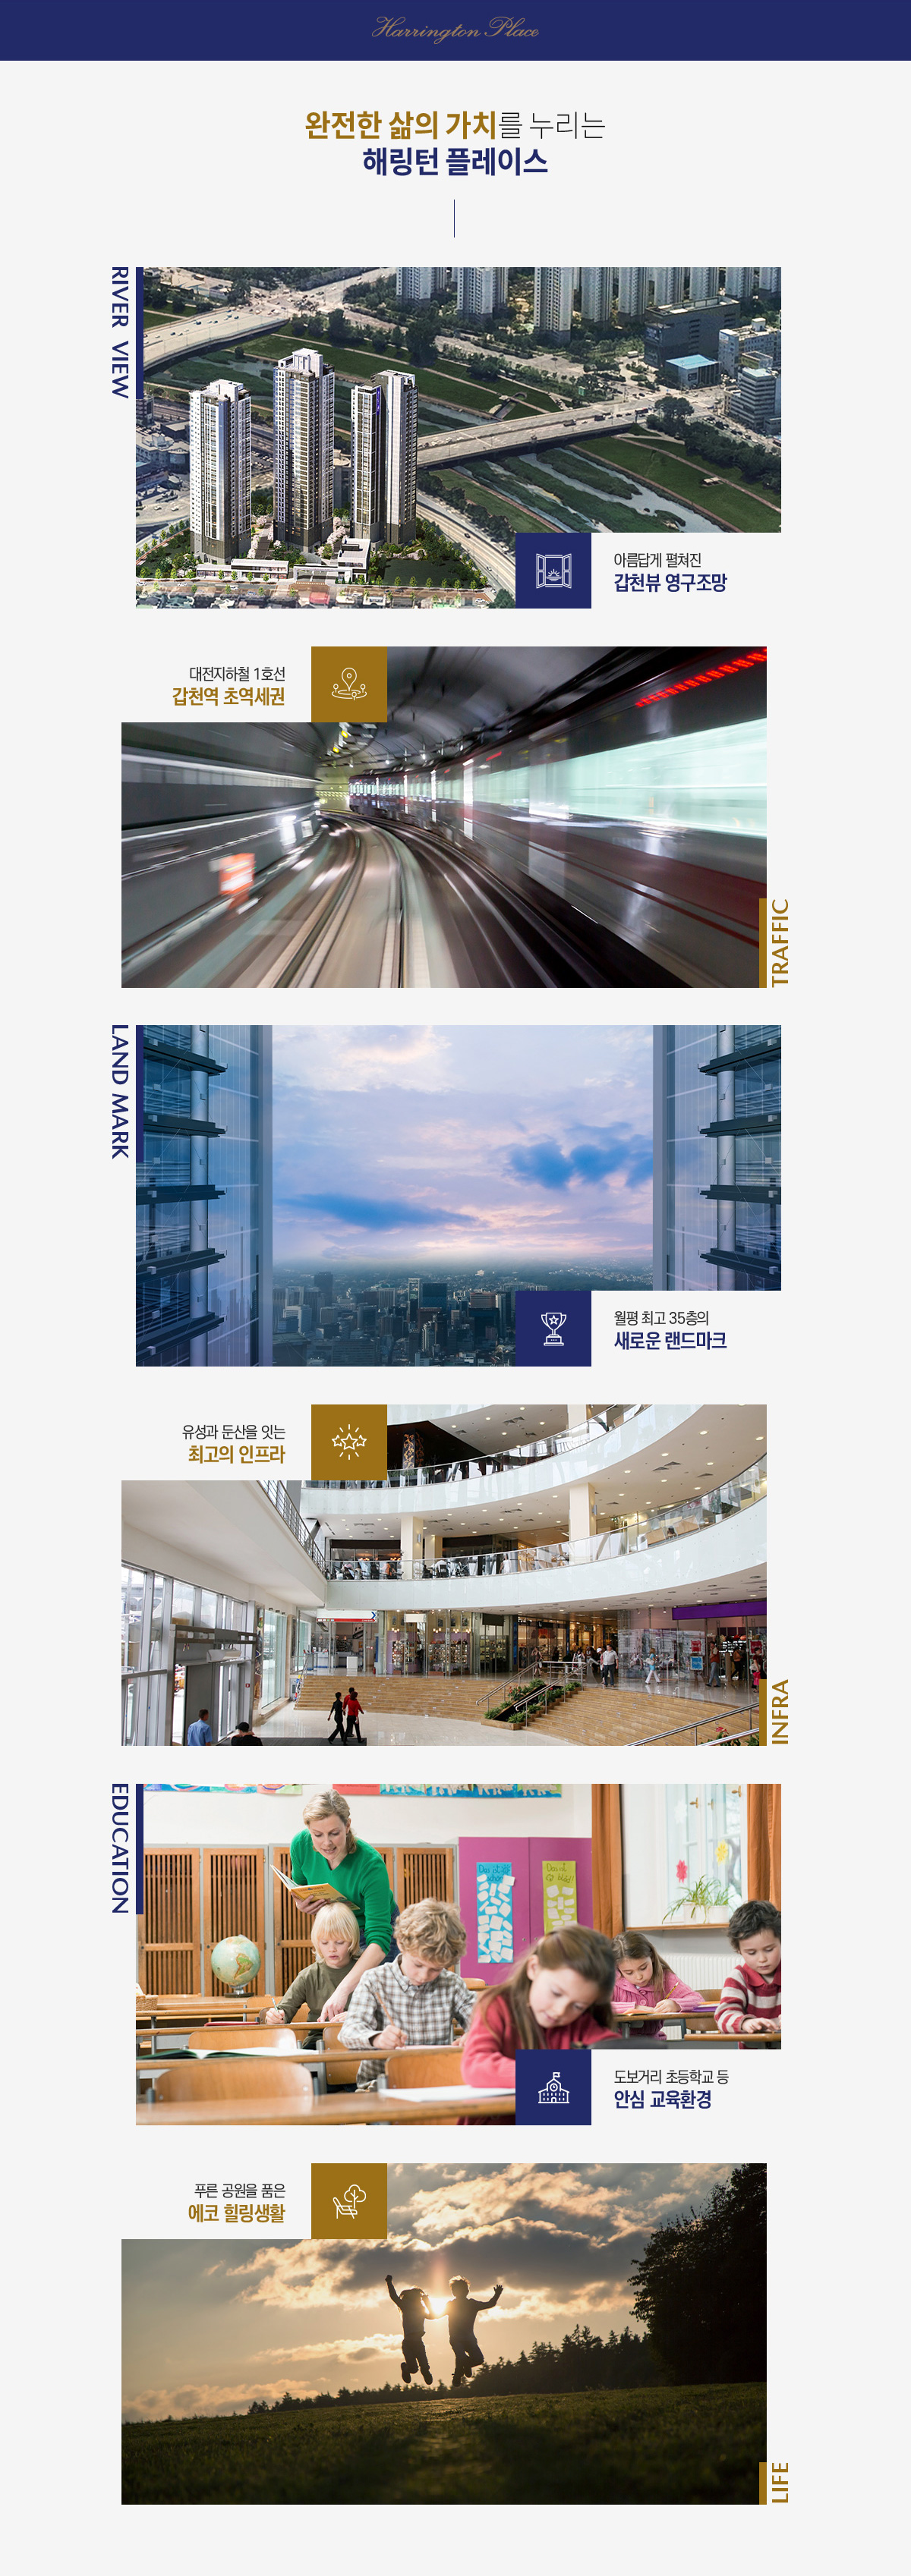 Harrington Place
완전한 삶의 가치를 누리는
해링턴 플레이스
RIVER VIEW
아름답게 펼쳐진
갑천뷰 영구조망
대전지하철 1호선
갑천역 초역세권
TRAFFIC
LAND MARK
월평 최고 35층의
새로운 랜드마크
유성과 둔산을 잇는
최고의 인프라
INFRA
EDUCATION
도보거리 초등학교 등
안심 교육환경
푸른 공원을 품은
에코 힐링생활
LIFE